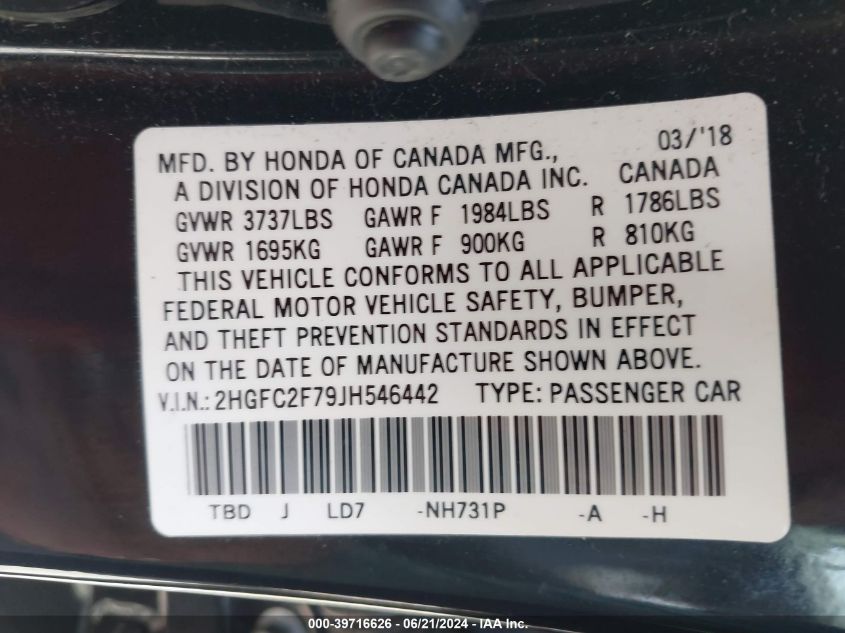 MFD. BY HONDA OF CANADA MFG., 03/'18
A DIVISION OF HONDA CANADA INC. CANADA
GVWR 3737LBS GAWR F 1984LBS R 1786LBS
GVWR 1695KG GAWR F 900KG R 810KG
THIS VEHICLE CONFORMS TO ALL APPLICABLE
FEDERAL MOTOR VEHICLE SAFETY, BUMPER,
AND THEFT PREVENTION STANDARDS IN EFFECT
ON THE DATE OF MANUFACTURE SHOWN ABOVE.
V.I.N.: 2HGFC2F79JH546442 TYPE: PASSENGER CAR
TBD J LD7 -NH731P -A -H
000-39716626 - 06/21/2024 - IAA Inc.